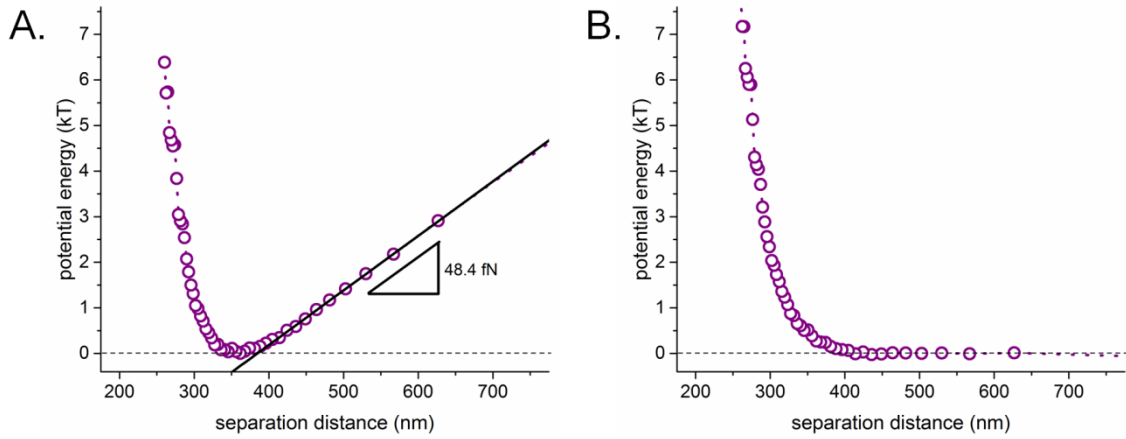 A.
potential energy (kT)
7
6
5
4
3
2
1
0
48.4 fN
200 300 400 500 600 700
separation distance (nm)
B.
potential energy (kT)
7
6
5
4
3
2
1
0
200 300 400 500 600 700
separation distance (nm)